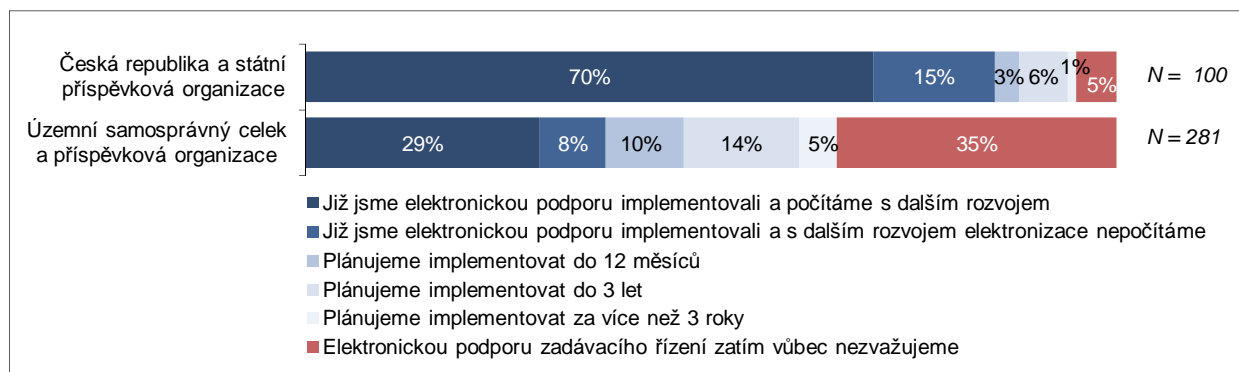 Česká republika a státní
příspěvková organizace
70%
15%
3%
6%
1%
5%
N = 100
Územní samosprávný celek
a příspěvková organizace
29%
8%
10%
14%
5%
35%
N = 281
Již jsme elektronickou podporu implementovali a počítáme s dalším rozvojem
Již jsme elektronickou podporu implementovali a s dalším rozvojem elektronizace nepočítáme
Plánujeme implementovat do 12 měsíců
Plánujeme implementovat do 3 let
Plánujeme implementovat za více než 3 roky
Elektronickou podporu zadávacího řízení zatím vůbec nezvažujeme